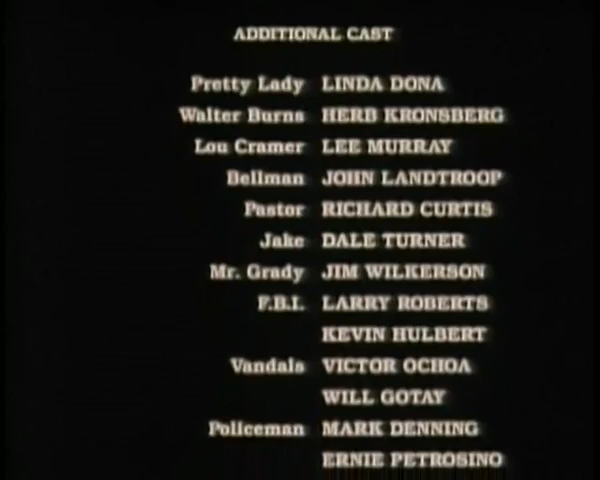 ADDITIONAL CAST
Pretty Lady LINDA DONA
Walter Burns HERB KRONSBERG
Lou Cramer LEE MURRAY
Bellman JOHN LANDTROOP
Pastor RICHARD CURTIS
Jake DALE TURNER
Mr. Grady JIM WILKERSON
F.B.I. LARRY ROBERTS
KEVIN HULBERT
Vandals VICTOR OCHOA
WILL GOTAY
Policeman MARK DENNING
ERNIE PETROSINO